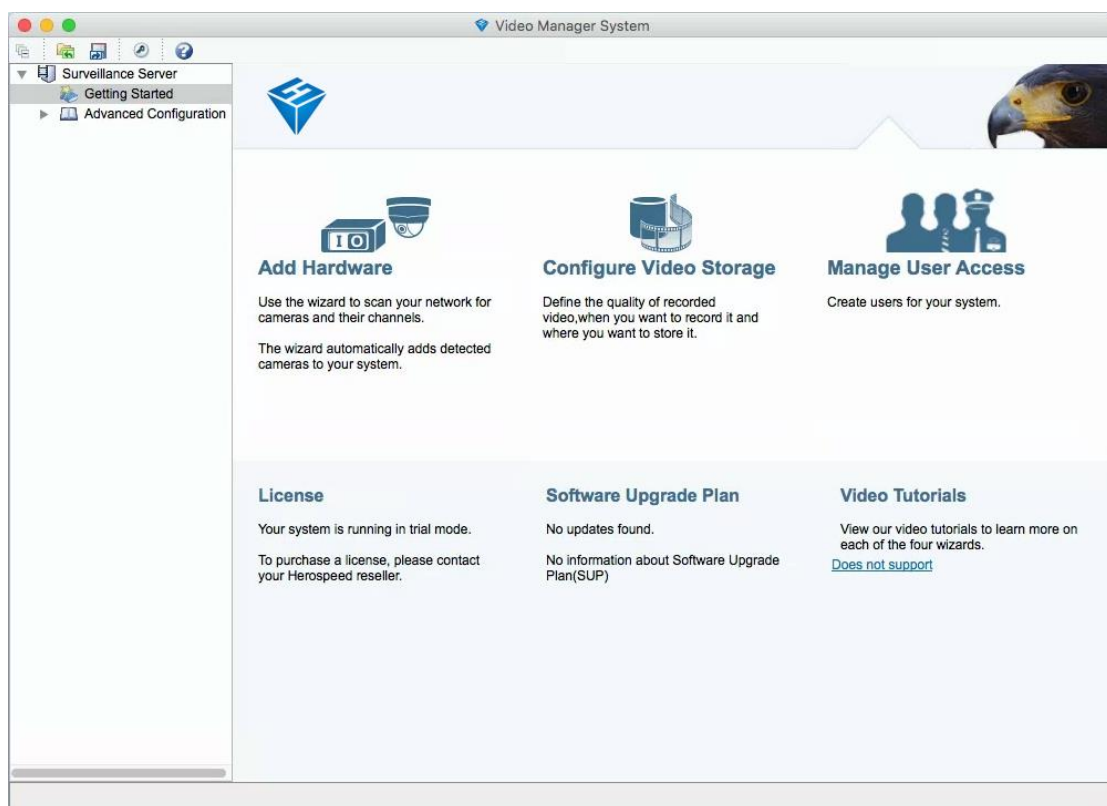 Video Manager System
Surveillance Server
Getting Started
Advanced Configuration
Add Hardware
Use the wizard to scan your network for
cameras and their channels.
The wizard automatically adds detected
cameras to your system.
Configure Video Storage
Define the quality of recorded
video,when you want to record it and
where you want to store it.
Manage User Access
Create users for your system.
License
Your system is running in trial mode.
To purchase a license, please contact
your Herospeed reseller.
Software Upgrade Plan
No updates found.
No information about Software Upgrade
Plan(SUP)
Video Tutorials
View our video tutorials to learn more on
each of the four wizards.
Does not support